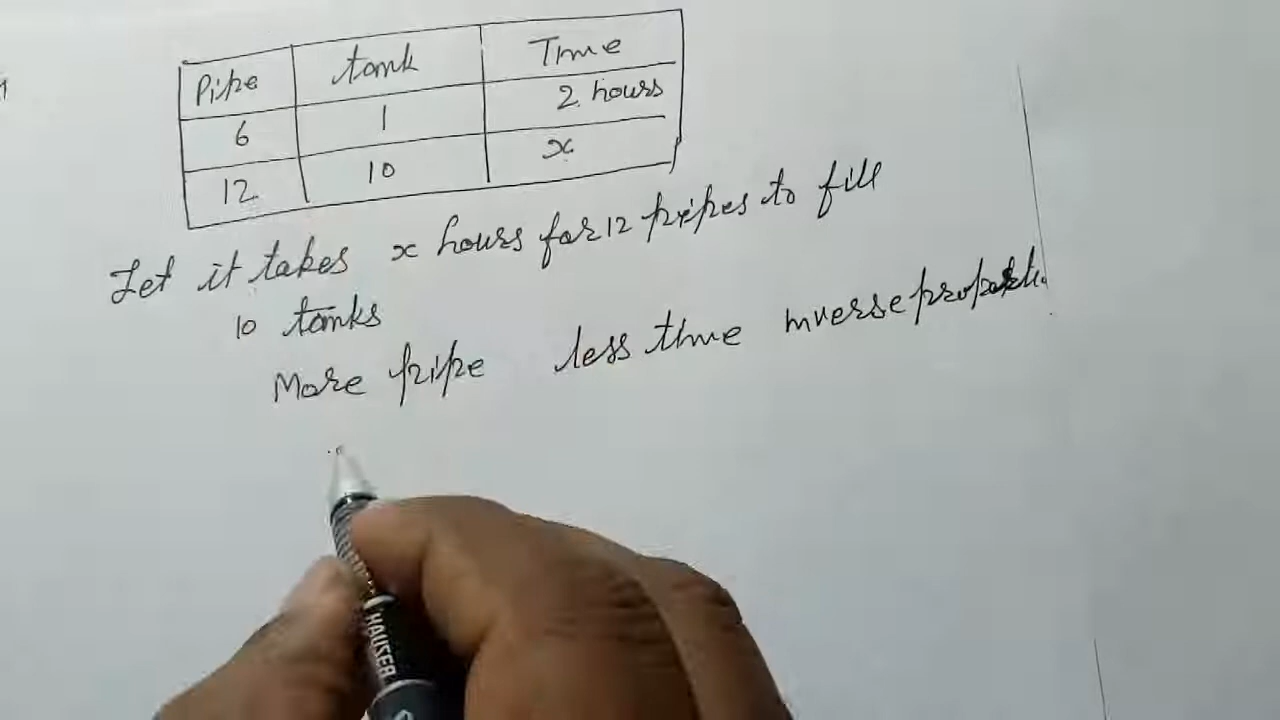 Pipe tank Time
6 1 2 hours
12 10 x
Let it takes x hours for 12 pipes to fill
10 tanks
More pipe less time inverse
HAUSER